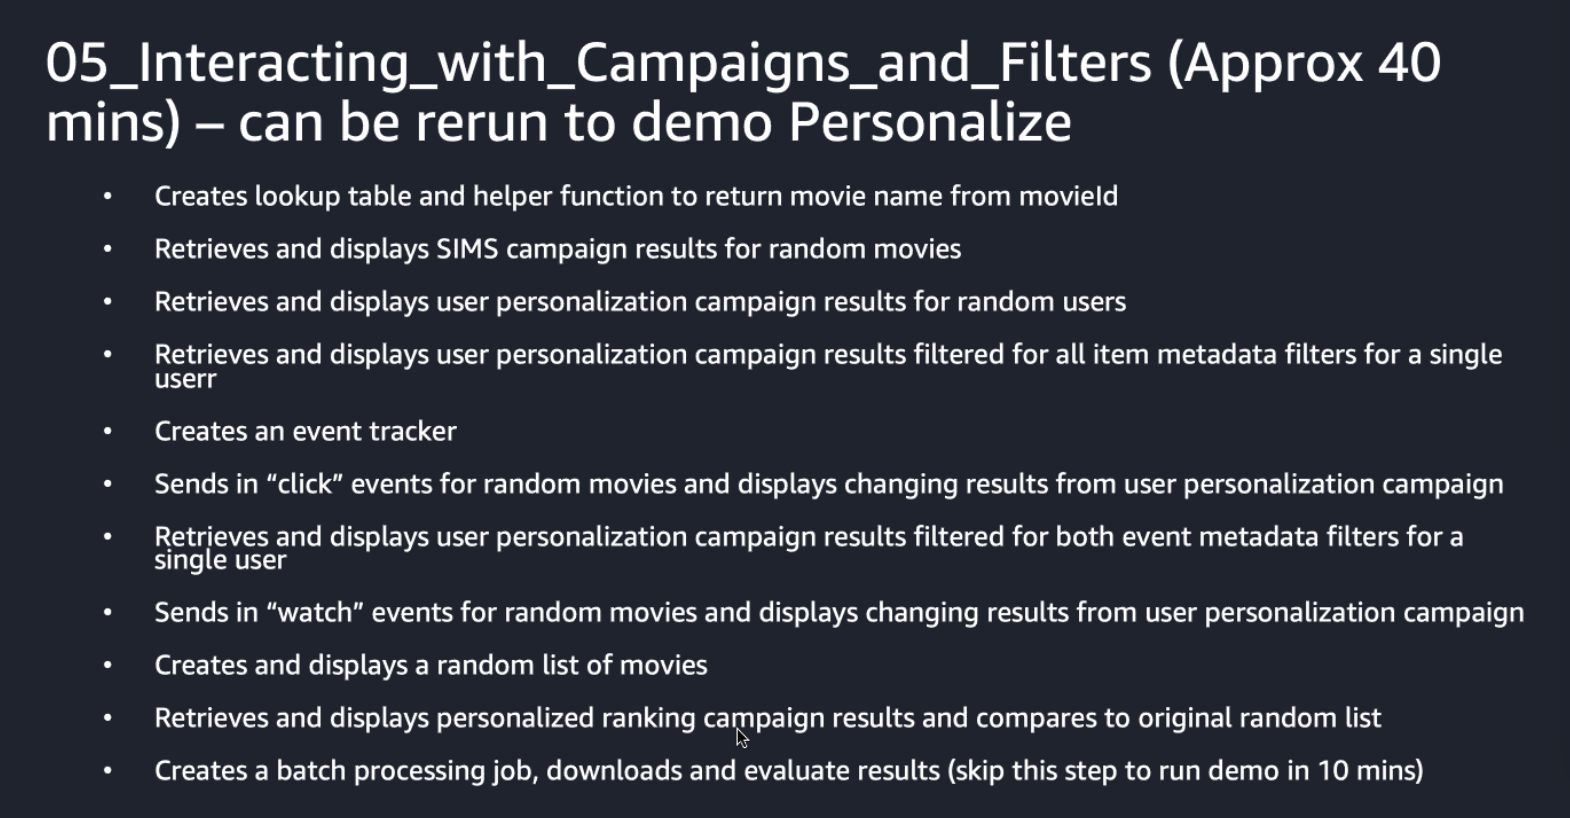 05_Interacting_with_Campaigns_and_Filters (Approx 40
mins) – can be rerun to demo Personalize
• Creates lookup table and helper function to return movie name from movieId
• Retrieves and displays SIMS campaign results for random movies
• Retrieves and displays user personalization campaign results for random users
• Retrieves and displays user personalization campaign results filtered for all item metadata filters for a single
userr
• Creates an event tracker
• Sends in “click” events for random movies and displays changing results from user personalization campaign
• Retrieves and displays user personalization campaign results filtered for both event metadata filters for a
single user
• Sends in “watch” events for random movies and displays changing results from user personalization campaign
• Creates and displays a random list of movies
• Retrieves and displays personalized ranking campaign results and compares to original random list
• Creates a batch processing job, downloads and evaluate results (skip this step to run demo in 10 mins)